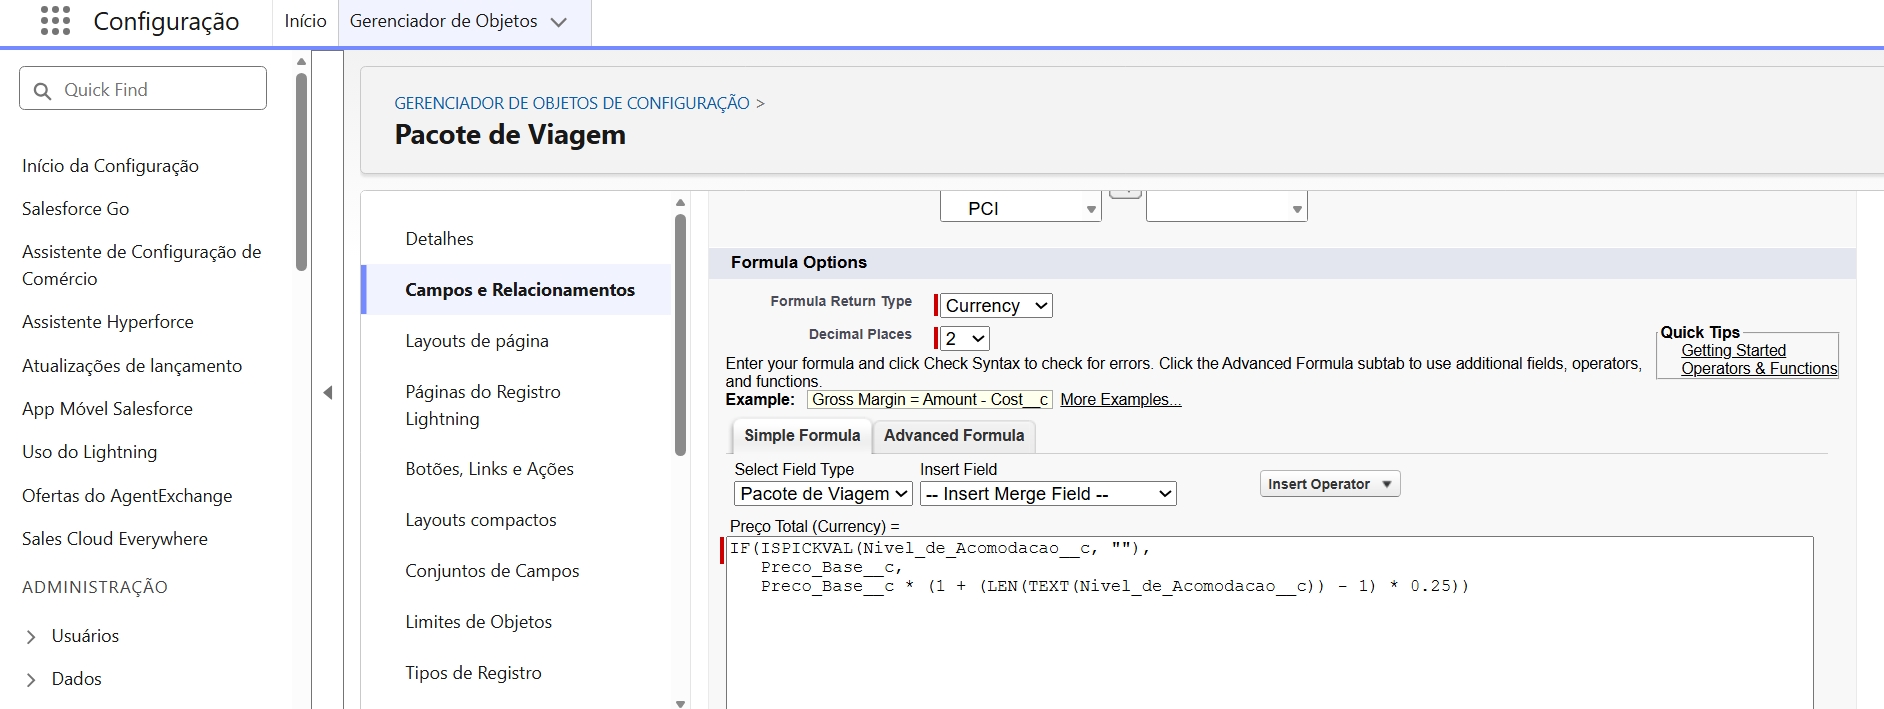 Configuração
Início
Gerenciador de Objetos
Quick Find
Início da Configuração
Salesforce Go
Assistente de Configuração de
Comércio
Assistente Hyperforce
Atualizações de lançamento
App Móvel Salesforce
Uso do Lightning
Ofertas do AgentExchange
Sales Cloud Everywhere
ADMINISTRAÇÃO
Usuários
Dados
GERENCIADOR DE OBJETOS DE CONFIGURAÇÃO >
Pacote de Viagem
Detalhes
Campos e Relacionamentos
Layouts de página
Páginas do Registro
Lightning
Botões, Links e Ações
Layouts compactos
Conjuntos de Campos
Limites de Objetos
Tipos de Registro
PCI
Formula Options
Formula Return Type
Currency
Decimal Places
2
Quick Tips
Getting Started
Operators & Functions
Enter your formula and click Check Syntax to check for errors. Click the Advanced Formula subtab to use additional fields, operators,
and functions.
Example: Gross Margin = Amount - Cost__c More Examples...
Simple Formula
Advanced Formula
Select Field Type
Insert Field
Pacote de Viagem
-- Insert Merge Field --
Insert Operator
Preço Total (Currency) =
IF(ISPICKVAL(Nivel_de_Acomodacao__c, ""),
Preco_Base__c,
Preco_Base__c * (1 + (LEN(TEXT(Nivel_de_Acomodacao__c)) - 1) * 0.25))